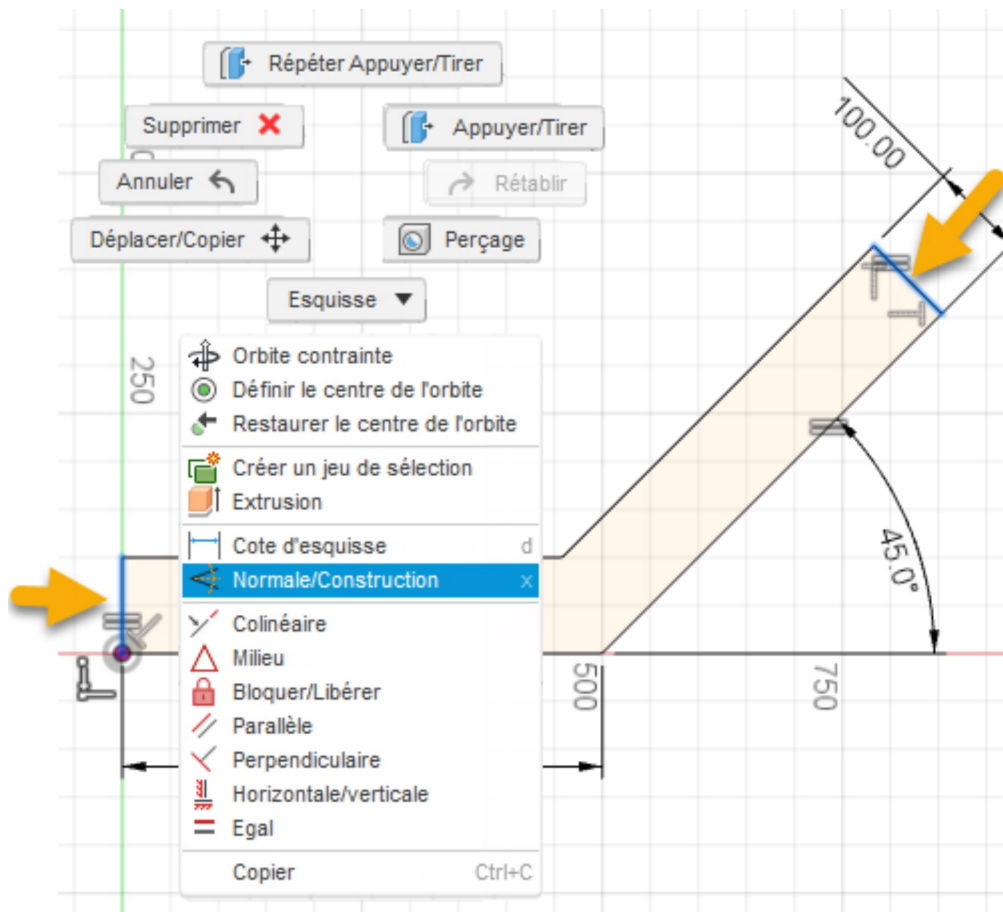 Répéter Appuyer/Tirer
Supprimer
Appuyer/Tirer
Annuler
Rétablir
Déplacer/Copier
Perçage
Esquisse
Orbite contrainte
Définir le centre de l'orbite
Restaurer le centre de l'orbite
Créer un jeu de sélection
Extrusion
Cote d'esquisse d
Normale/Construction x
Colinéaire
Milieu
Bloquer/Libérer
Parallèle
Perpendiculaire
Horizontale/verticale
Egal
Copier Ctrl+C
100.00
250
45.0°
500
750